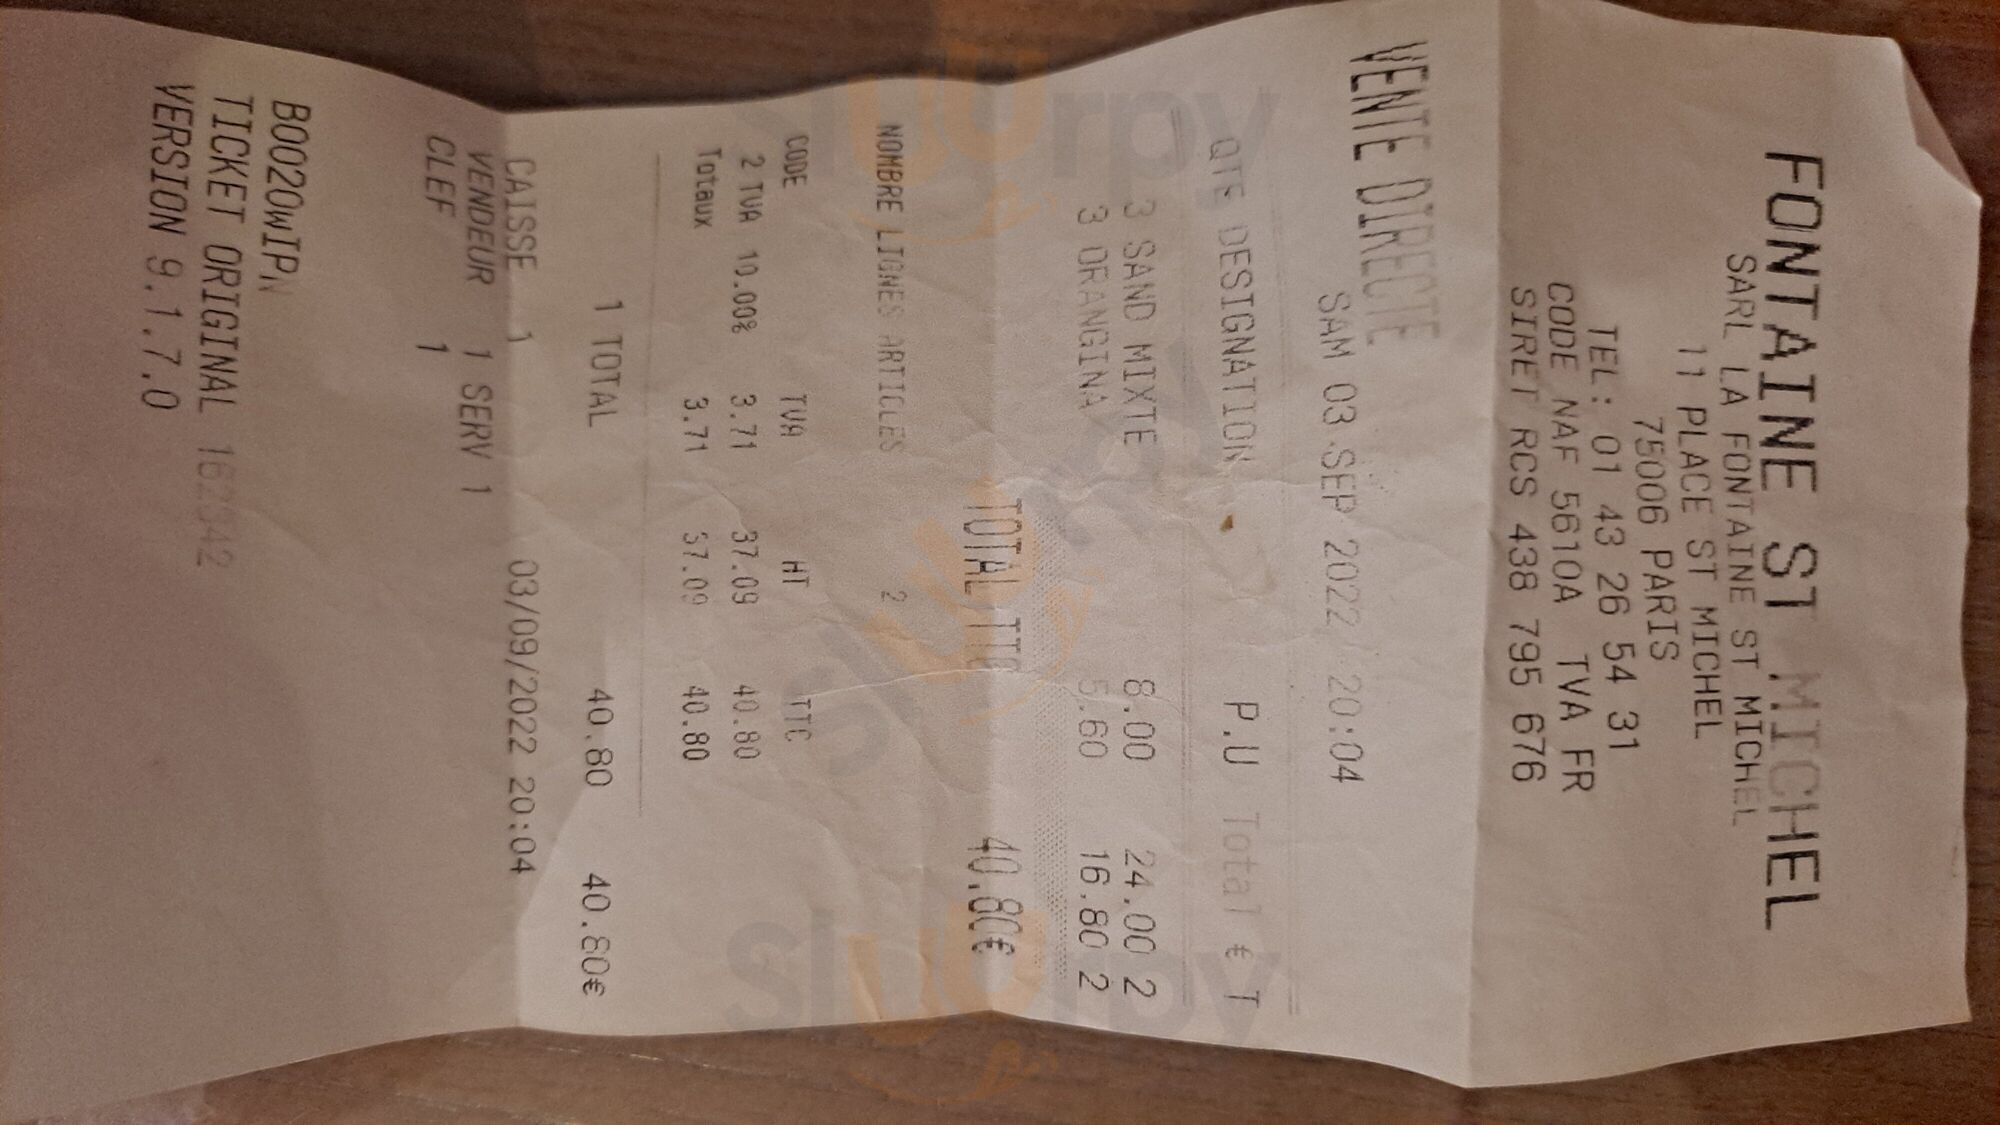 FONTAINE ST MICHEL
SARL LA FONTAINE ST MICHEL
11 PLACE ST MICHEL
75006 PARIS
TEL: 01 43 26 54 31
CODE NAF 5610A TVA FR
SIRET RCS 438 795 676
VENTE DIRECTE
SAM 03 SEP 2022 / 20:04
QTE DESIGNATION P.U Total € T
3 SAND MIXTE 8.00 24.00 2
3 ORANGINA 5.60 16.80 2
TOTAL TTC 40.80€
NOMBRE LIGNES ARTICLES 2
CODE TVA HT TTC
2 TVA 10.00% 3.71 37.09 40.80
Totaux 3.71 37.09 40.80
1 TOTAL 40.80 40.80€
CAISSE 1 03/09/2022 20:04
VENDEUR 1 SERV 1
CLEF 1
B0020wIPN
TICKET ORIGINAL
VERSION 9.1.7.0
slurpy
slurpy
slurpy